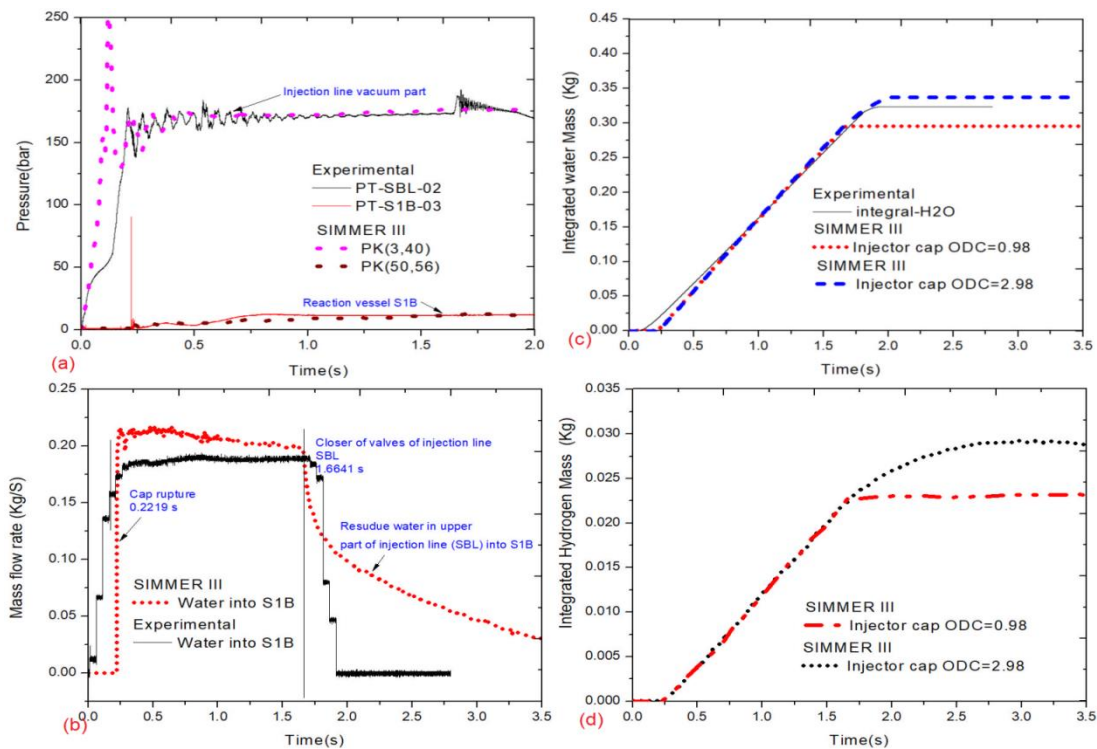 250
200
150
100
50
0
Pressure(bar)
Injection line vacuum part
Experimental
PT-SBL-02
PT-S1B-03
SIMMER III
PK(3,40)
PK(50,56)
Reaction vessel S1B
0.0 0.5 1.0 1.5 2.0
(a)
Time(s)
0.45
0.40
0.35
0.30
0.25
0.20
0.15
0.10
0.05
0.00
Integrated water Mass (Kg)
Experimental
integral-H2O
SIMMER III
Injector cap ODC=0.98
SIMMER III
Injector cap ODC=2.98
0.0 0.5 1.0 1.5 2.0 2.5 3.0 3.5
(c)
Time(s)
0.25
0.20
0.15
0.10
0.05
0.00
Mass flow rate (Kg/S)
Closer of valves of injection line
SBL
1.6641 s
Cap rupture
0.2219 s
Resudue water in upper
part of injection line (SBL) into S1B
SIMMER III
Water into S1B
Experimental
Water into S1B
0.0 0.5 1.0 1.5 2.0 2.5 3.0 3.5
(b)
Time(s)
0.035
0.030
0.025
0.020
0.015
0.010
0.005
0.000
Integrated Hydrogen Mass (Kg)
SIMMER III
Injector cap ODC=0.98
SIMMER III
Injector cap ODC=2.98
0.0 0.5 1.0 1.5 2.0 2.5 3.0 3.5
(d)
Time(s)